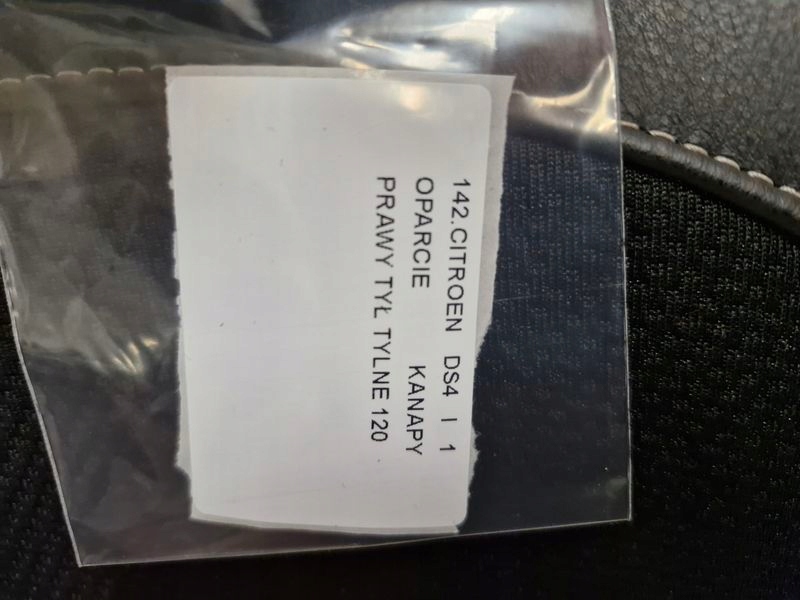 142.CITROEN DS4 I 1
OPARCIE KANAPY
PRAWY TYŁ TYLNE 120